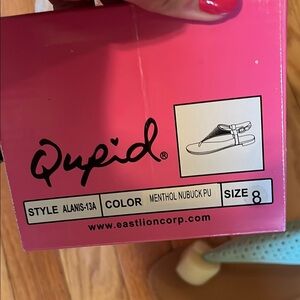 Qupid®
STYLE ALANIS-13A COLOR MENTHOL NUBUCK PU SIZE 8
www.eastlioncorp.com